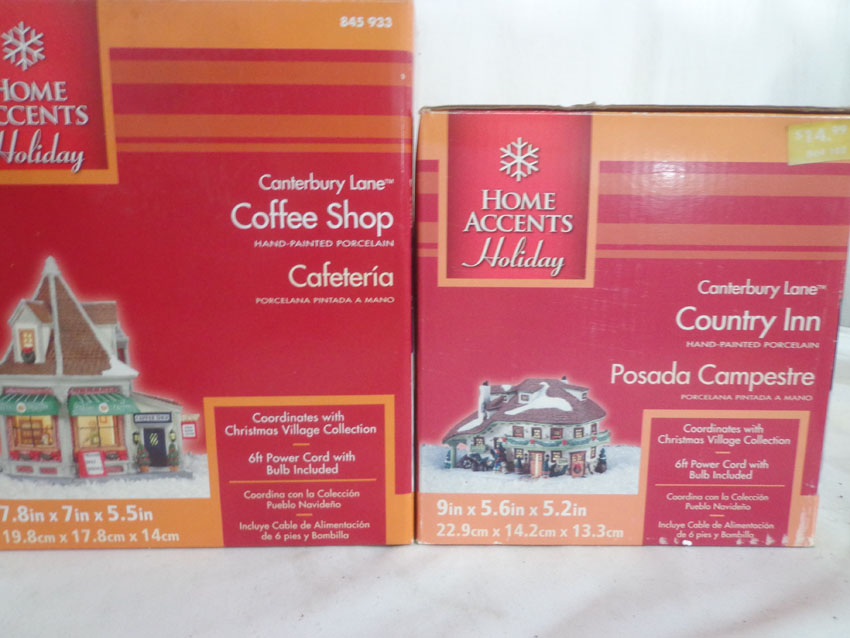 845 933
HOME
ACCENTS
Holiday
Canterbury Lane™
Coffee Shop
HAND-PAINTED PORCELAIN
Cafetería
PORCELANA PINTADA A MANO
Coordinates with
Christmas Village Collection
6ft Power Cord with
Bulb Included
Coordina con la Colección
Pueblo Navideño
Incluye Cable de Alimentación
de 6 pies y Bombilla
7.8in x 7in x 5.5in
19.8cm x 17.8cm x 14cm
$14.99
HOME
ACCENTS
Holiday
Canterbury Lane™
Country Inn
HAND-PAINTED PORCELAIN
Posada Campestre
PORCELANA PINTADA A MANO
Coordinates with
Christmas Village Collection
6ft Power Cord with
Bulb Included
Coordina con la Colección
Pueblo Navideño
Incluye Cable de Alimentación
de 6 pies y Bombilla
9in x 5.6in x 5.2in
22.9cm x 14.2cm x 13.3cm